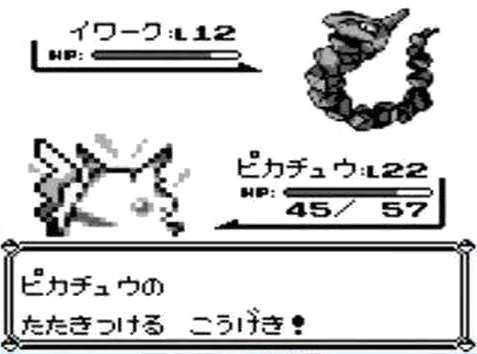 イワーク:L12
HP:
ピカチュウ:L22
HP:
45/ 57
ピカチュウの
たたきつける こうげき!